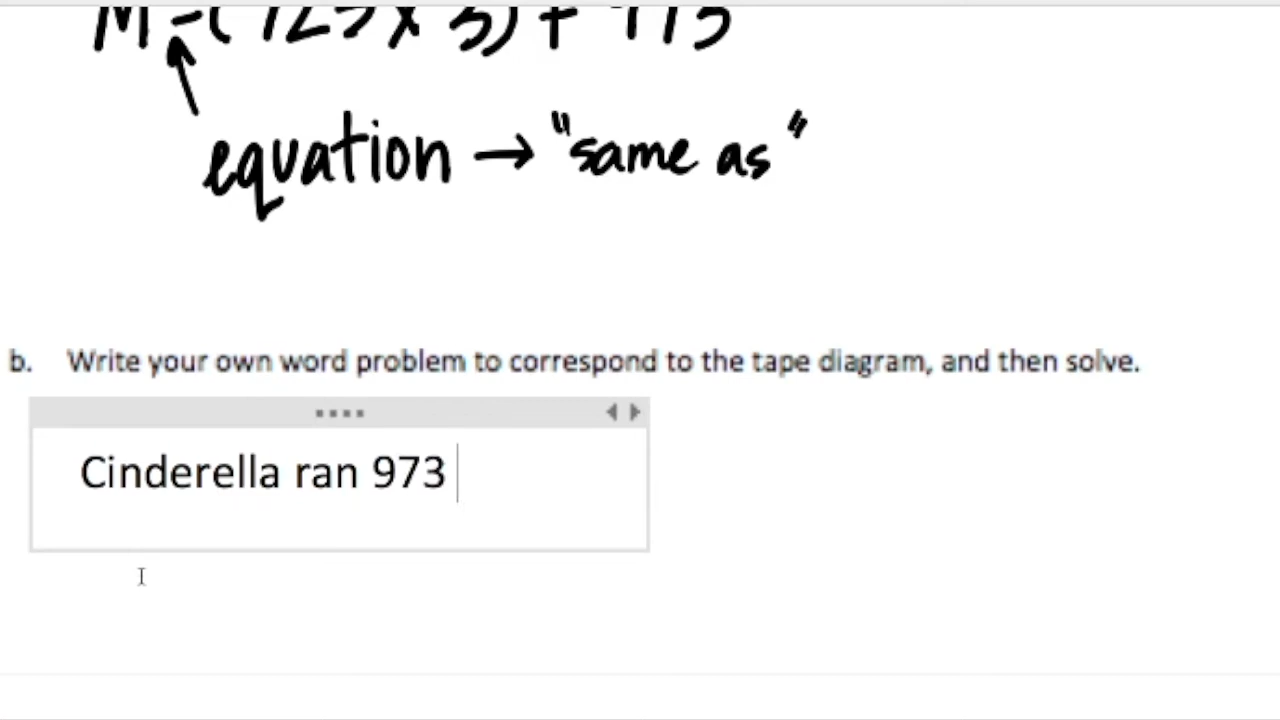 equation → "same as"
b. Write your own word problem to correspond to the tape diagram, and then solve.
Cinderella ran 973